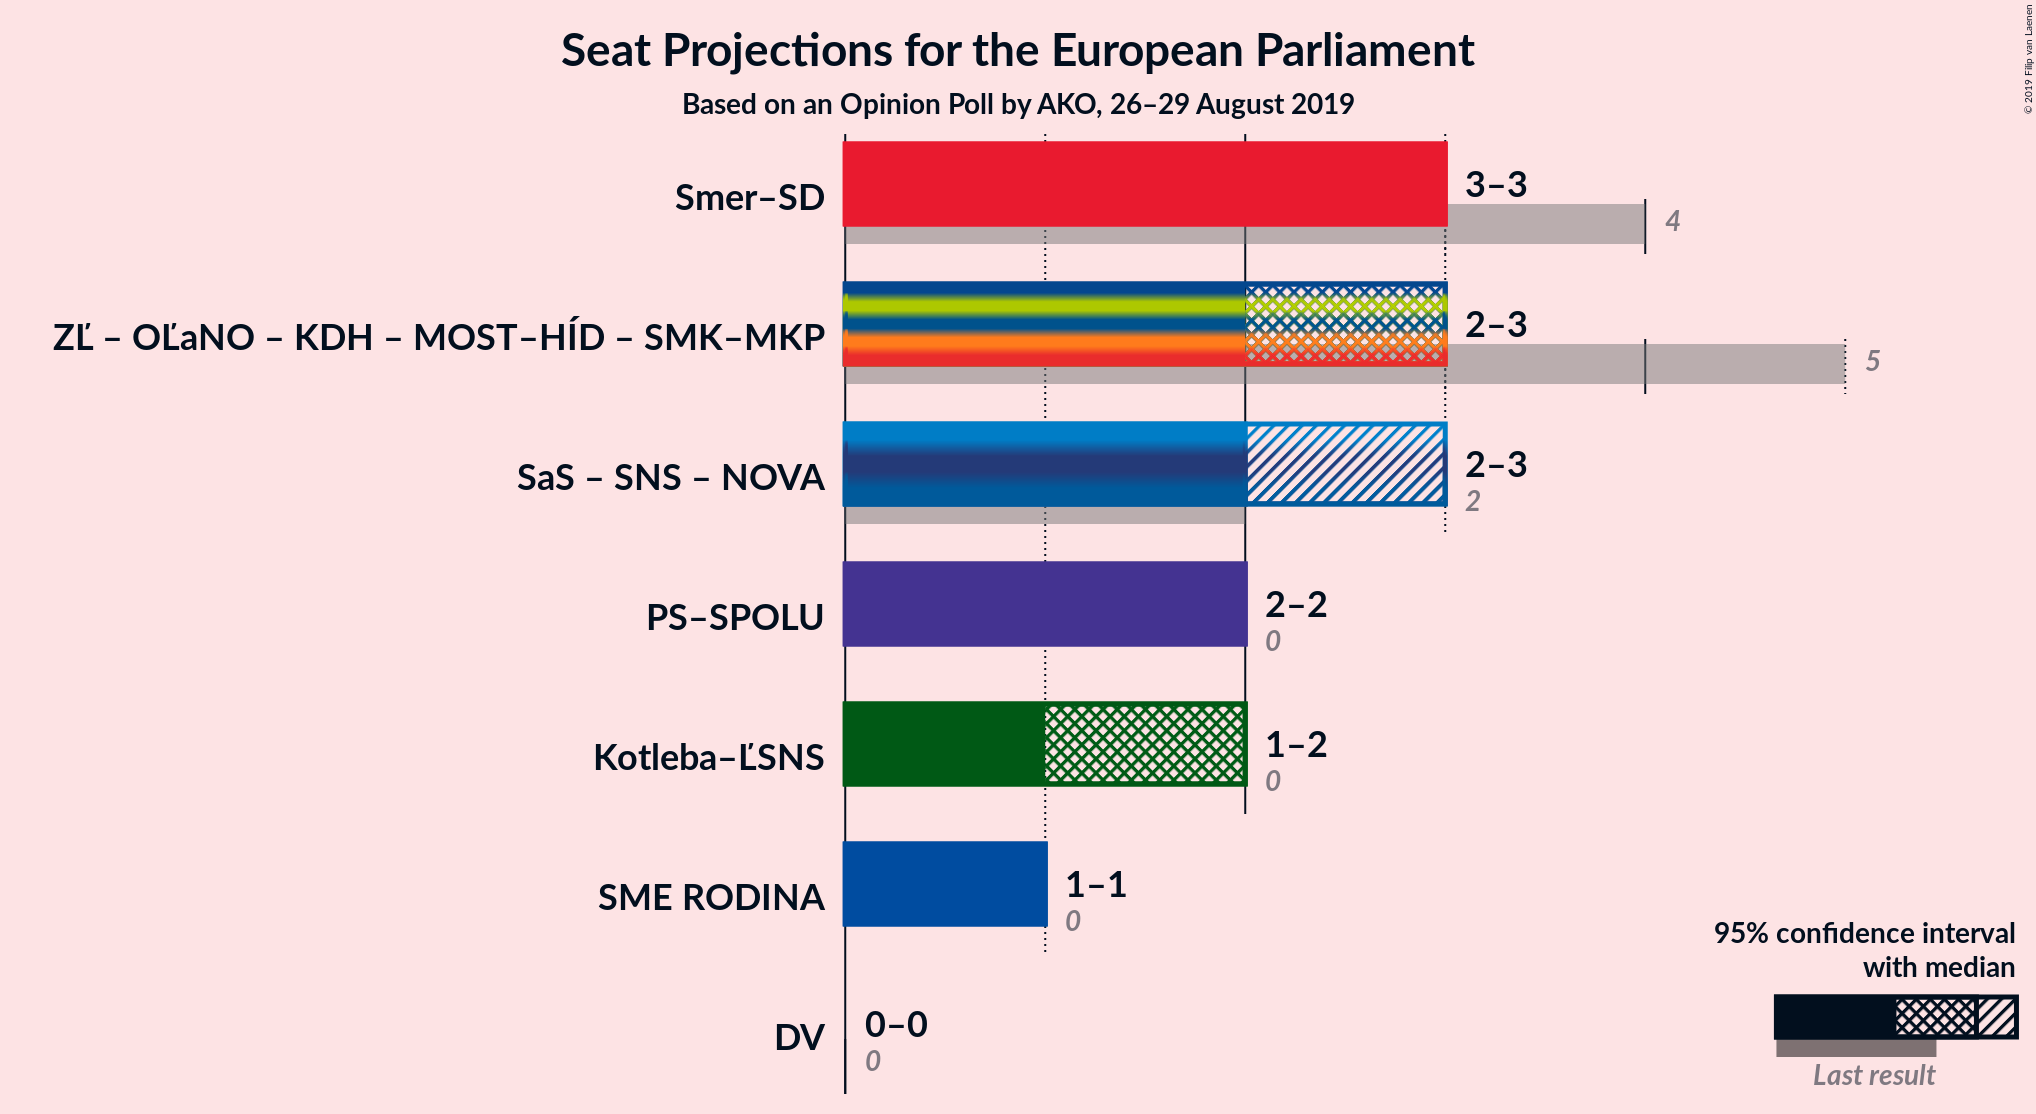 Seat Projections for the European Parliament
Based on an Opinion Poll by AKO, 26–29 August 2019
© 2019 Filip van Laenen
Smer–SD
3–3
4
ZĽ – OĽaNO – KDH – MOST–HÍD – SMK–MKP
2–3
5
SaS – SNS – NOVA
2–3
2
PS–SPOLU
2–2
0
Kotleba–ĽSNS
1–2
0
SME RODINA
1–1
0
DV
0–0
0
95% confidence interval
with median
Last result